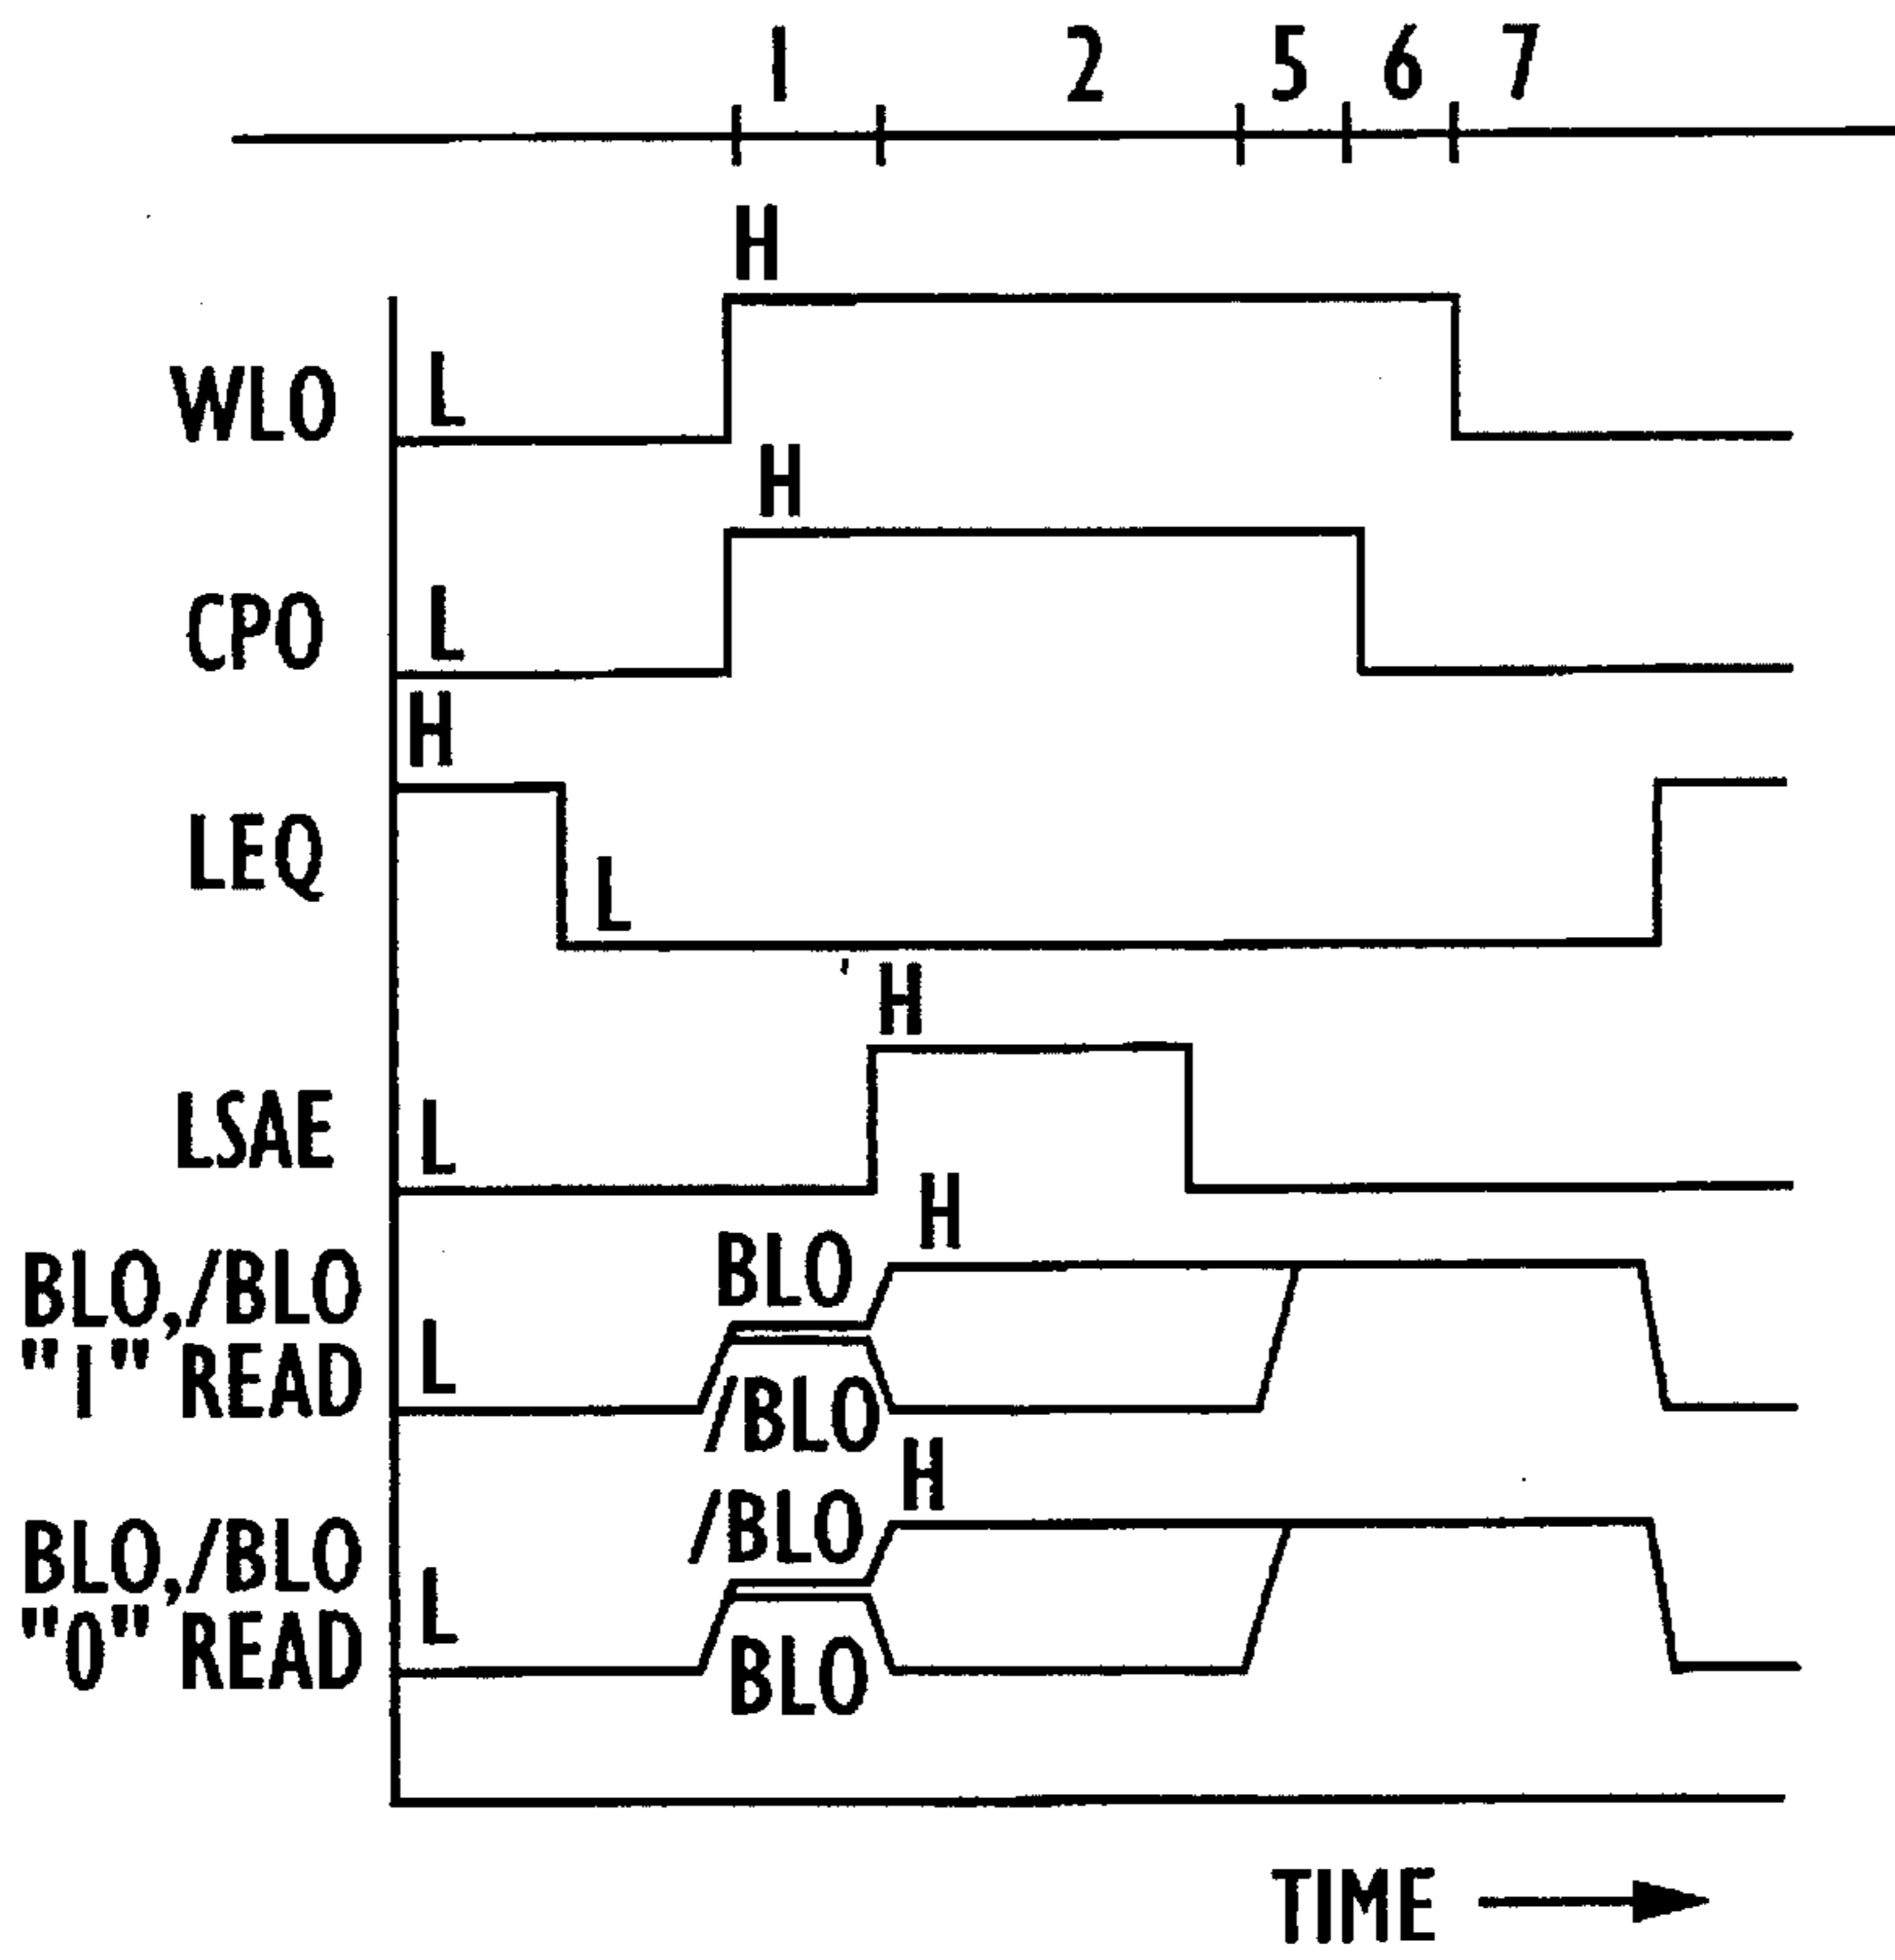 1 2 5 6 7
H
WLO L
H
CPO L
H
LEQ L
H
LSAE L
H
BLO,/BLO BLO
"1" READ L /BLO
H
/BLO
BLO,/BLO L
"0" READ BLO
TIME